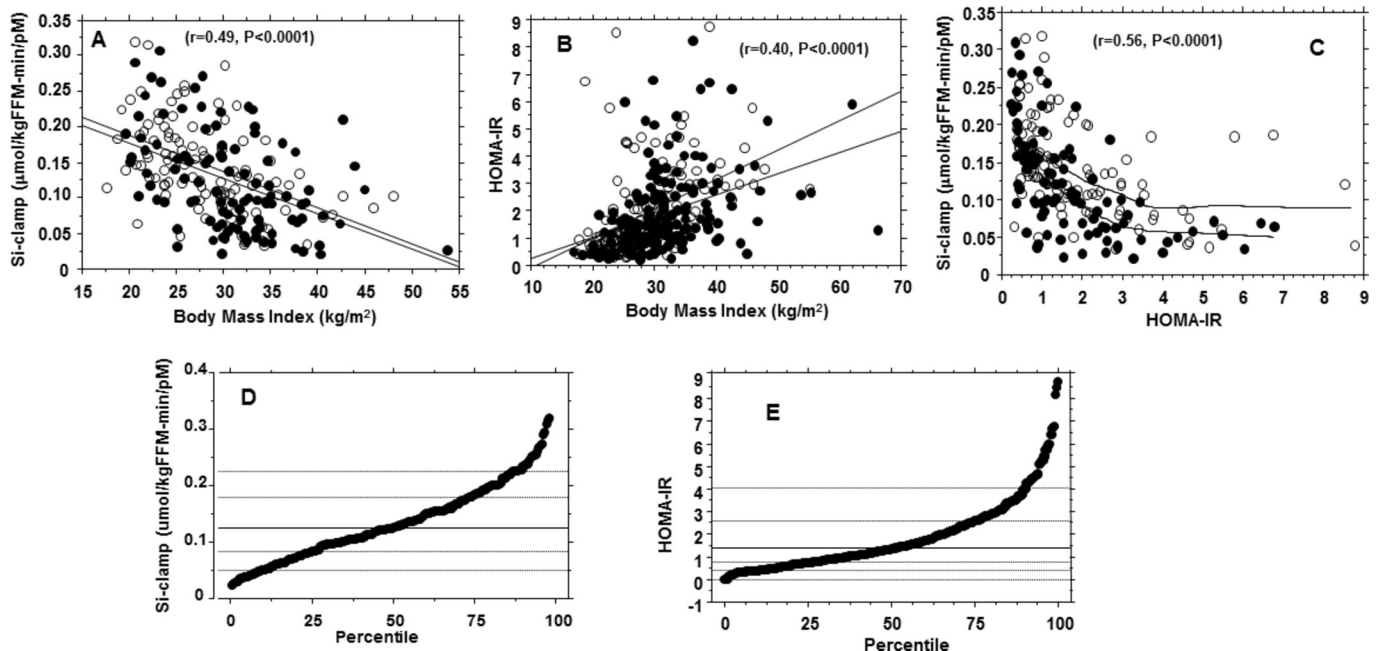 A
(r=0.49, P<0.0001)
Si-clamp (µmol/kgFFM-min/pM)
0.35
0.30
0.25
0.20
0.15
0.10
0.05
0
15 20 25 30 35 40 45 50 55
Body Mass Index (kg/m²)
B
(r=0.40, P<0.0001)
HOMA-IR
9
8
7
6
5
4
3
2
1
0
10 20 30 40 50 60 70
Body Mass Index (kg/m²)
C
(r=0.56, P<0.0001)
Si-clamp (µmol/kgFFM-min/pM)
0.35
0.30
0.25
0.20
0.15
0.10
0.05
0
0 1 2 3 4 5 6 7 8 9
HOMA-IR
D
Si-clamp (umol/kgFFM-min/pM)
0.4
0.3
0.2
0.1
0
0 25 50 75 100
Percentile
E
HOMA-IR
9
8
7
6
5
4
3
2
1
0
-1
0 25 50 75 100
Percentile